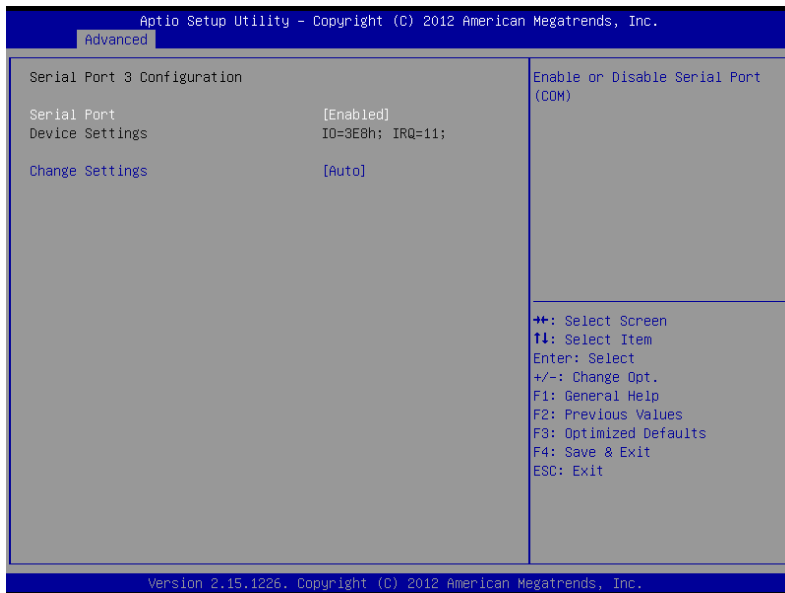 Aptio Setup Utility – Copyright (C) 2012 American Megatrends, Inc.
Advanced
Serial Port 3 Configuration
Serial Port [Enabled]
Device Settings IO=3E8h; IRQ=11;
Change Settings [Auto]
Enable or Disable Serial Port
(COM)
→←: Select Screen
↑↓: Select Item
Enter: Select
+/-: Change Opt.
F1: General Help
F2: Previous Values
F3: Optimized Defaults
F4: Save & Exit
ESC: Exit
Version 2.15.1226. Copyright (C) 2012 American Megatrends, Inc.